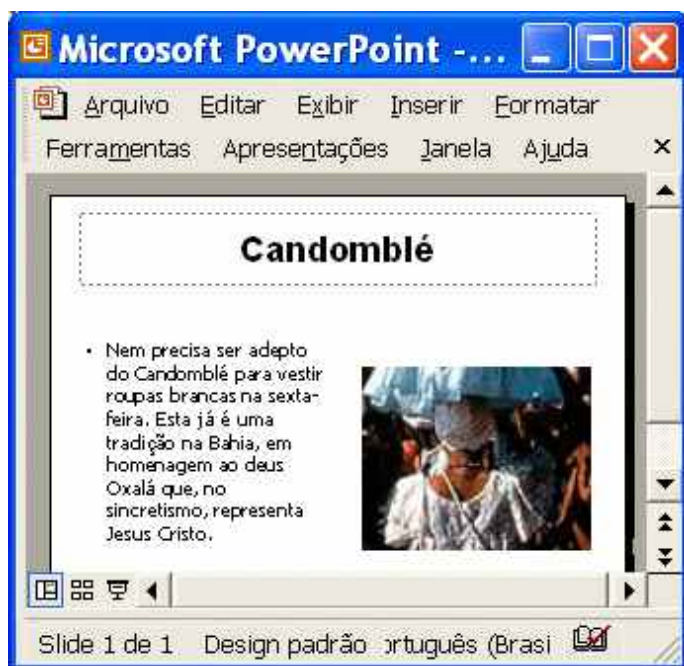 Microsoft PowerPoint -...
Arquivo Editar Exibir Inserir Formatar
Ferramentas Apresentações Janela Ajuda
Candomblé
• Nem precisa ser adepto
do Candomblé para vestir
roupas brancas na sexta-
feira. Esta já é uma
tradição na Bahia, em
homenagem ao deus
Oxalá que, no
sincretismo, representa
Jesus Cristo.
Slide 1 de 1 Design padrão rtuguês (Brasi